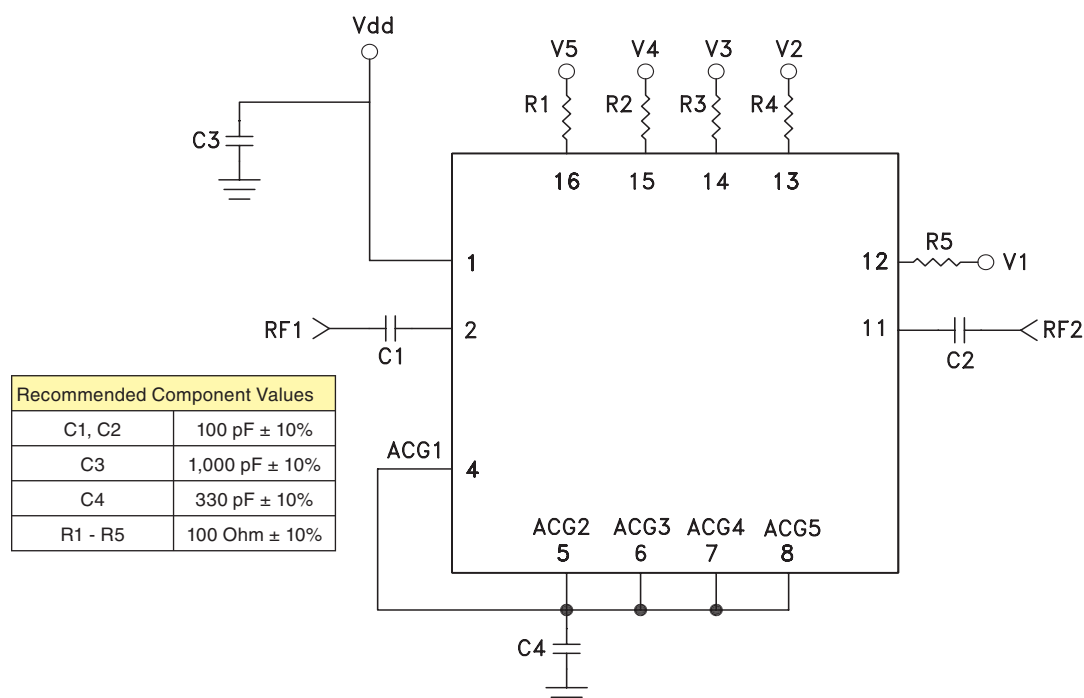 Vdd
V5 V4 V3 V2
R1 R2 R3 R4
C3
16 15 14 13
1
12 R5 V1
RF1 C1 2
11 C2 RF2
Recommended Component Values
C1, C2 100 pF ± 10%
C3 1,000 pF ± 10%
C4 330 pF ± 10%
R1 - R5 100 Ohm ± 10%
ACG1 4
ACG2 ACG3 ACG4 ACG5
5 6 7 8
C4